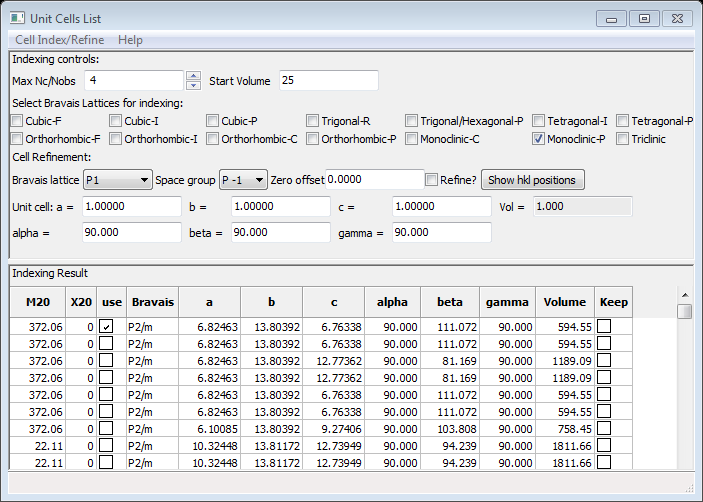 Unit Cells List
Cell Index/Refine Help
Indexing controls:
Max Nc/Nobs 4 Start Volume 25
Select Bravais Lattices for indexing:
Cubic-F Cubic-I Cubic-P Trigonal-R Trigonal/Hexagonal-P Tetragonal-I Tetragonal-P
Orthorhombic-F Orthorhombic-I Orthorhombic-C Orthorhombic-P Monoclinic-C Monoclinic-P Triclinic
Cell Refinement:
Bravais lattice P1 Space group P -1 Zero offset 0.0000 Refine? Show hkl positions
Unit cell: a = 1.00000 b = 1.00000 c = 1.00000 Vol = 1.000
alpha = 90.000 beta = 90.000 gamma = 90.000
Indexing Result
M20 X20 use Bravais a b c alpha beta gamma Volume Keep
372.06 0 P2/m 6.82463 13.80392 6.76338 90.000 111.072 90.000 594.55
372.06 0 P2/m 6.82463 13.80392 6.76338 90.000 111.072 90.000 594.55
372.06 0 P2/m 6.82463 13.80392 12.77362 90.000 81.169 90.000 1189.09
372.06 0 P2/m 6.82463 13.80392 12.77362 90.000 81.169 90.000 1189.09
372.06 0 P2/m 6.82463 13.80392 6.76338 90.000 111.072 90.000 594.55
372.06 0 P2/m 6.82463 13.80392 6.76338 90.000 111.072 90.000 594.55
372.06 0 P2/m 6.10085 13.80392 9.27406 90.000 103.808 90.000 758.45
22.11 0 P2/m 10.32448 13.81172 12.73949 90.000 94.239 90.000 1811.66
22.11 0 P2/m 10.32448 13.81172 12.73949 90.000 94.239 90.000 1811.66